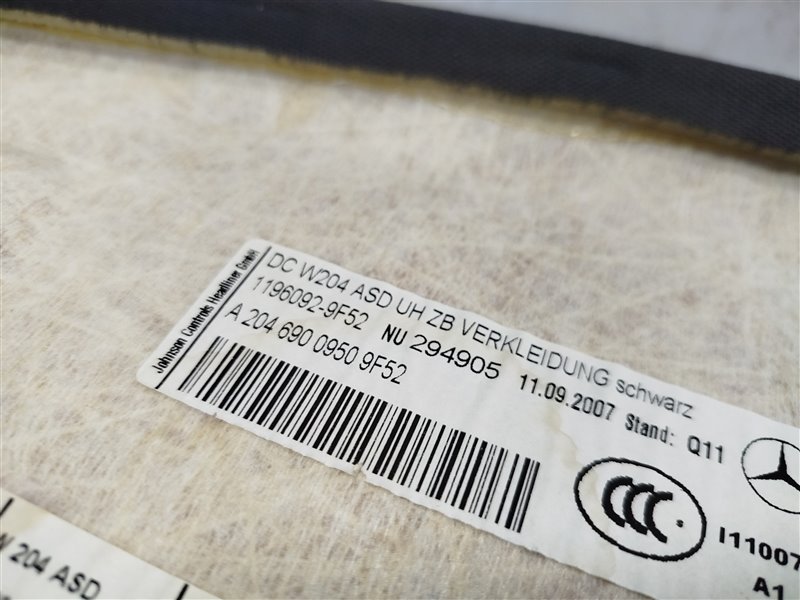 Johnson Controls Headliner GmbH
DC W204 ASD UH ZB VERKLEIDUNG schwarz
1196092-9F52 NU 294905 11.09.2007 Stand: Q11
A 204 690 0950 9F52
CCC
I11007
A1
W 204 ASD